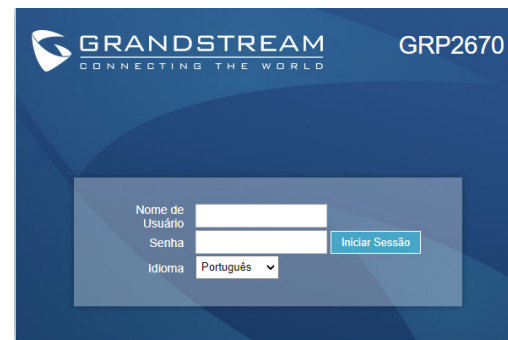 GRANDSTREAM
CONNECTING THE WORLD
GRP2670
Nome de
Usuário
Senha
Iniciar Sessão
Idioma
Português